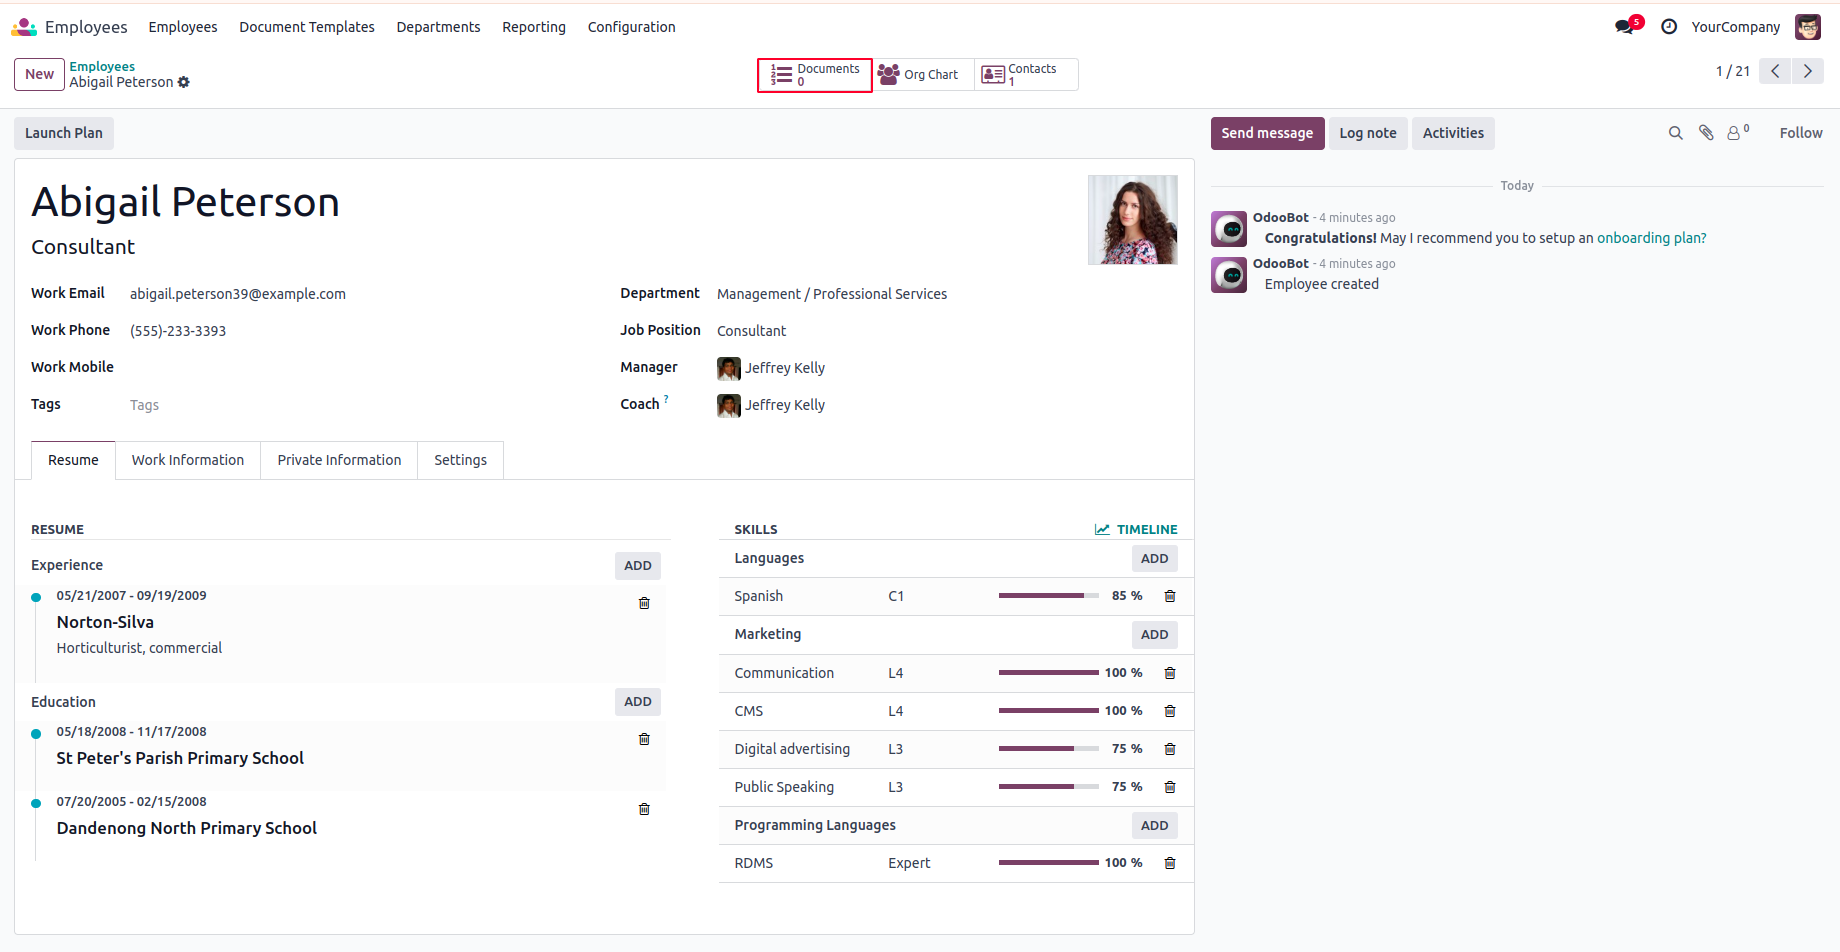 Employees Employees Document Templates Departments Reporting Configuration 5 YourCompany
New Employees
Abigail Peterson
Documents
0
Org Chart
Contacts
1
1 / 21
Launch Plan
Send message Log note Activities 0 Follow
Abigail Peterson
Consultant
Work Email abigail.peterson39@example.com
Work Phone (555)-233-3393
Work Mobile
Tags Tags
Department Management / Professional Services
Job Position Consultant
Manager Jeffrey Kelly
Coach ? Jeffrey Kelly
Resume Work Information Private Information Settings
RESUME
Experience ADD
05/21/2007 - 09/19/2009
Norton-Silva
Horticulturist, commercial
Education ADD
05/18/2008 - 11/17/2008
St Peter's Parish Primary School
07/20/2005 - 02/15/2008
Dandenong North Primary School
SKILLS TIMELINE
Languages ADD
Spanish C1 85 %
Marketing ADD
Communication L4 100 %
CMS L4 100 %
Digital advertising L3 75 %
Public Speaking L3 75 %
Programming Languages ADD
RDMS Expert 100 %
Today
OdooBot - 4 minutes ago
Congratulations! May I recommend you to setup an onboarding plan?
OdooBot - 4 minutes ago
Employee created